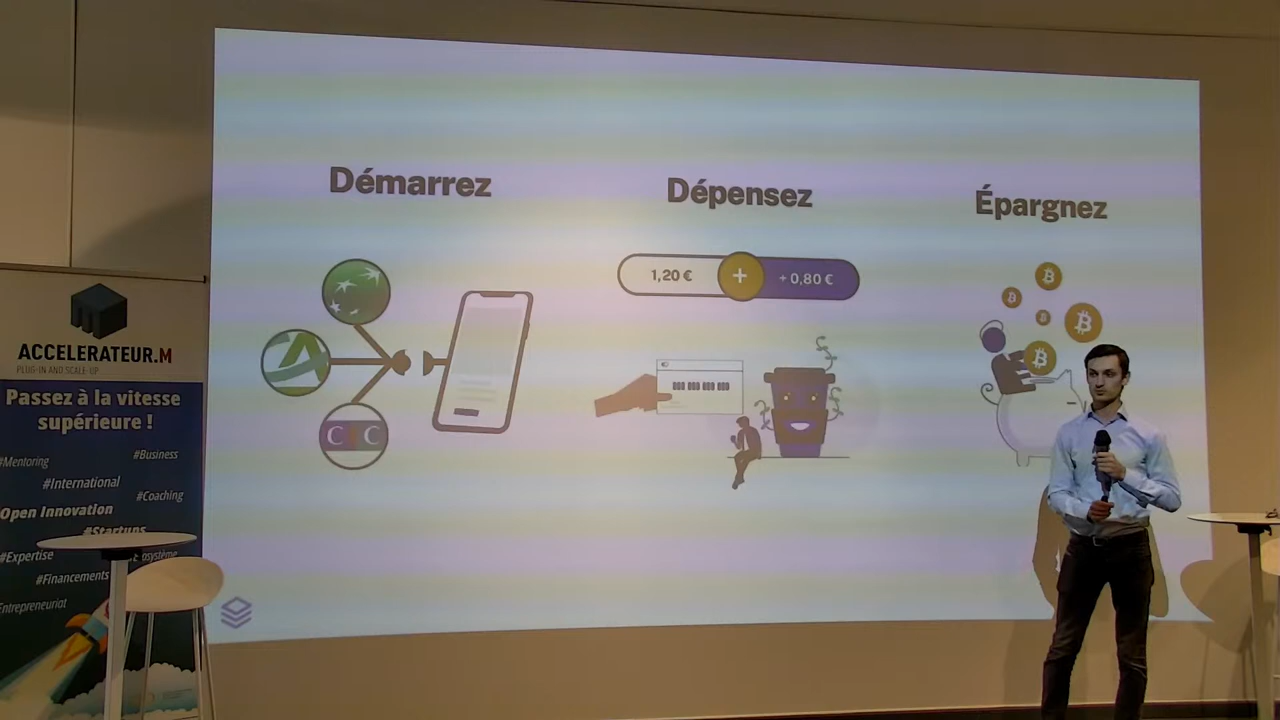 Démarrez
Dépensez
Épargnez
1,20 €
+
+ 0,80 €
CIC
ACCELERATEUR.M
PLUG-IN AND SCALE-UP
Passez à la vitesse
supérieure !
#Mentoring
#Business
#International
#Coaching
Open Innovation
#Startups
#Expertise
#Financements
Entrepreneuriat